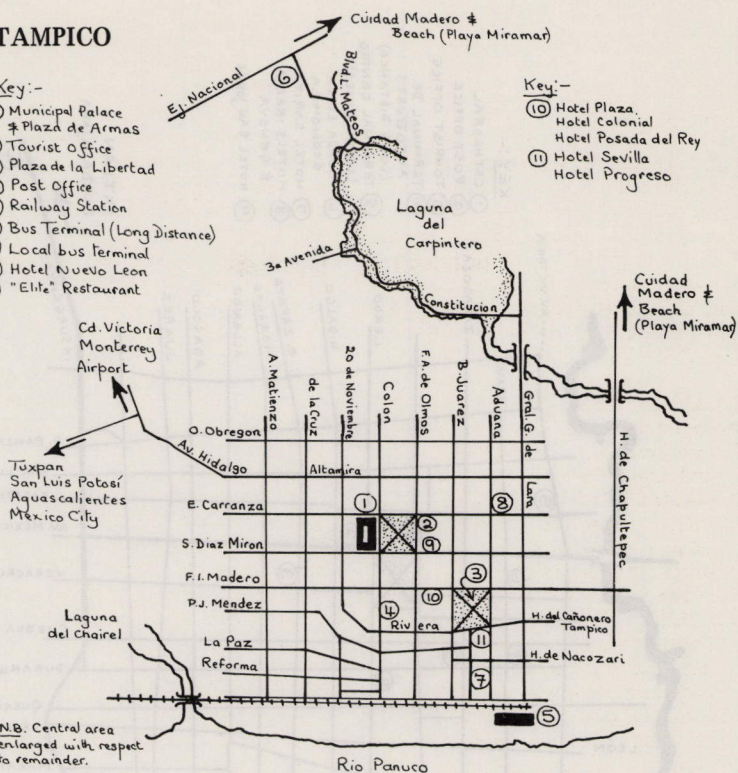 TAMPICO
Key:-
Municipal Palace
& Plaza de Armas
Tourist Office
Plaza de la Libertad
Post Office
Railway Station
Bus Terminal (Long Distance)
Local bus terminal
Hotel Nuevo Leon
"Elite" Restaurant
Key:-
10 Hotel Plaza
Hotel Colonial
Hotel Posada del Rey
11 Hotel Sevilla
Hotel Progreso
Cuidad Madero &
Beach (Playa Miramar)
6
Ej. Nacional
Blvd. L. Mateos
Laguna
del
Carpintero
3a Avenida
Constitucion
Cuidad
Madero &
Beach
(Playa Miramar)
Cd. Victoria
Monterrey
Airport
Tuxpan
San Luis Potosí
Aguascalientes
Mexico City
A. Matienzo
de la Cruz
20 de Noviembre
Colon
F.A. de Olmos
B. Juarez
Aduana
Gral. G. de Lara
H. de Chapultepec
O. Obregon
Av. Hidalgo
Altamira
E. Carranza
1
8
2
S. Diaz Miron
9
F. I. Madero
3
10
P.J. Mendez
4
Rivera
H. del Cañonero
Tampico
11
La Paz
H. de Nacozari
Reforma
7
Laguna
del Chairel
5
N.B. Central area
enlarged with respect
to remainder.
Rio Panuco